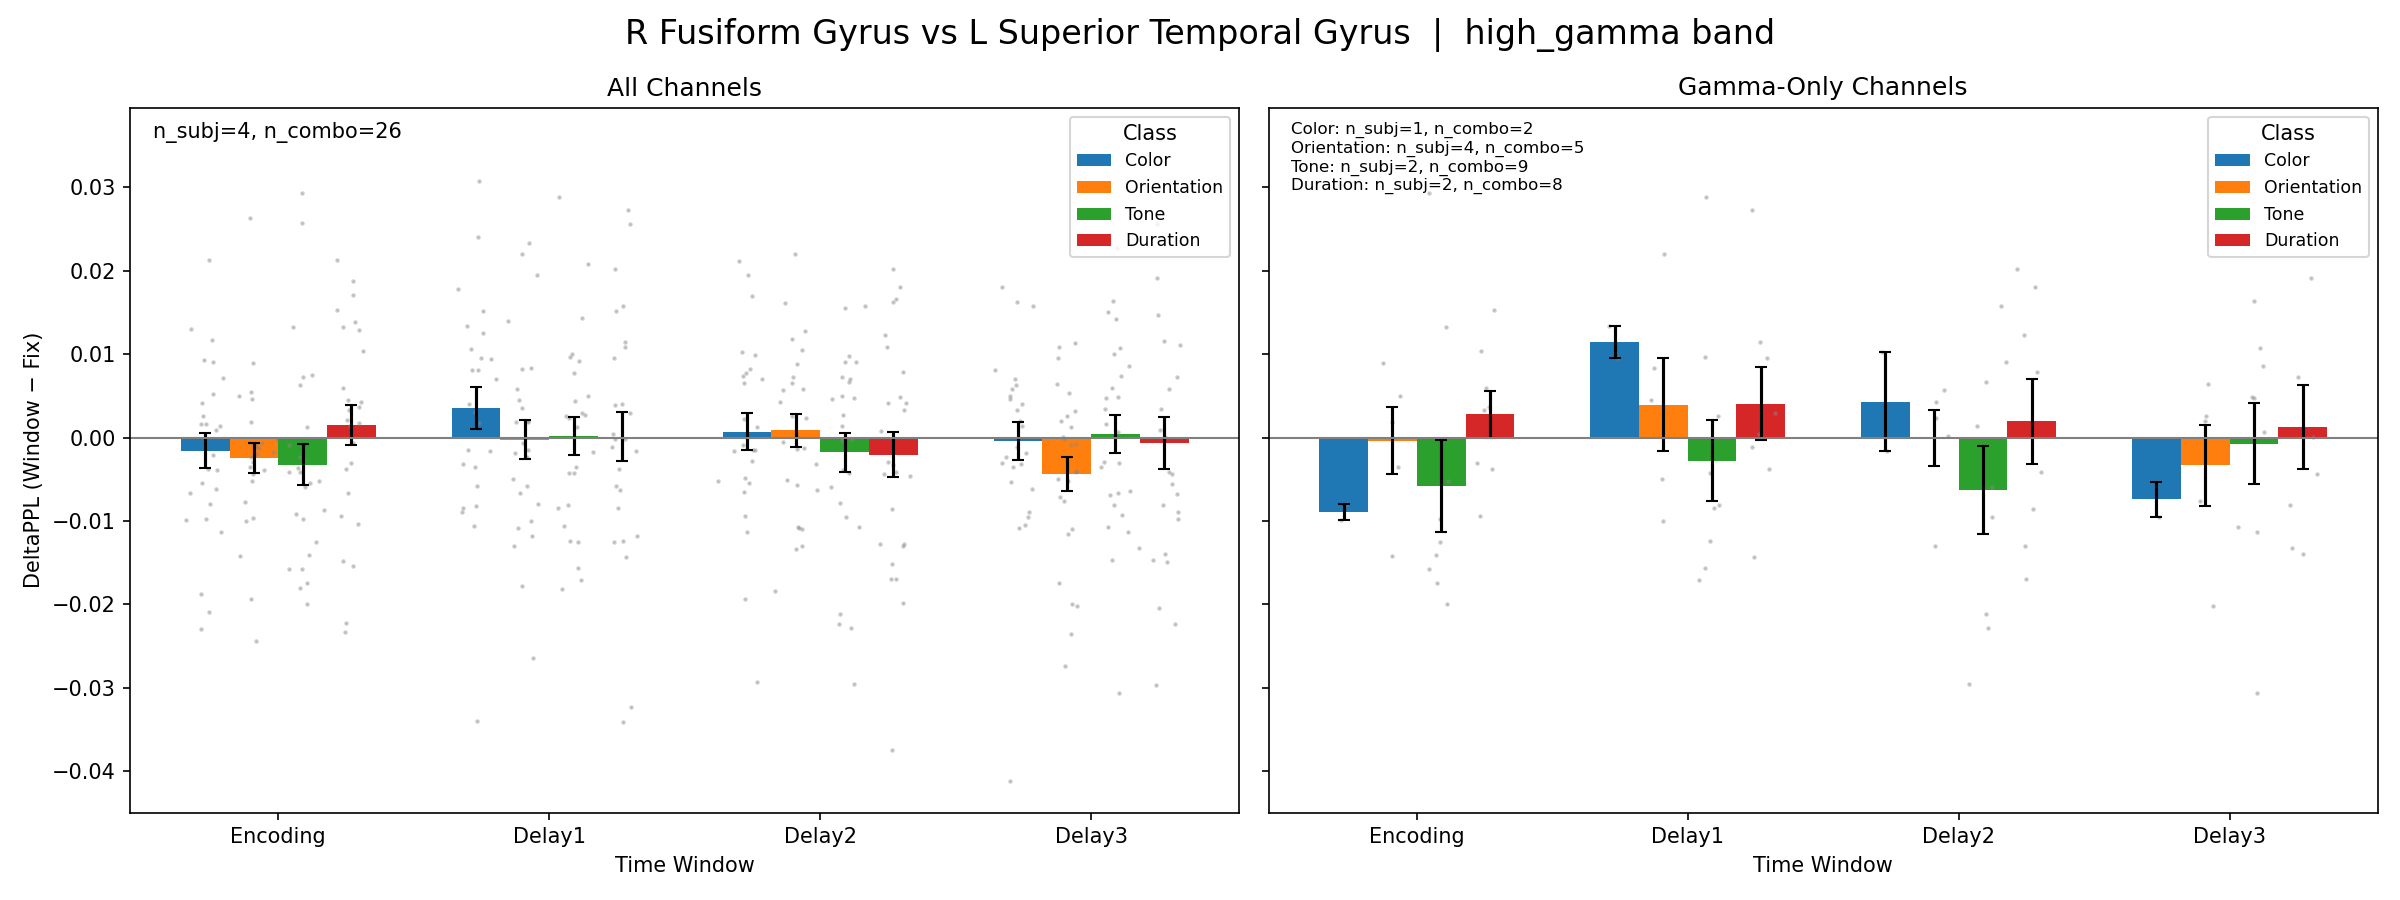 R Fusiform Gyrus vs L Superior Temporal Gyrus | high_gamma band
All Channels
n_subj=4, n_combo=26
Class
Color
Orientation
Tone
Duration
DeltaPPL (Window − Fix)
0.03
0.02
0.01
0.00
−0.01
−0.02
−0.03
−0.04
Encoding
Delay1
Delay2
Delay3
Time Window
Gamma-Only Channels
Color: n_subj=1, n_combo=2
Orientation: n_subj=4, n_combo=5
Tone: n_subj=2, n_combo=9
Duration: n_subj=2, n_combo=8
Class
Color
Orientation
Tone
Duration
Encoding
Delay1
Delay2
Delay3
Time Window